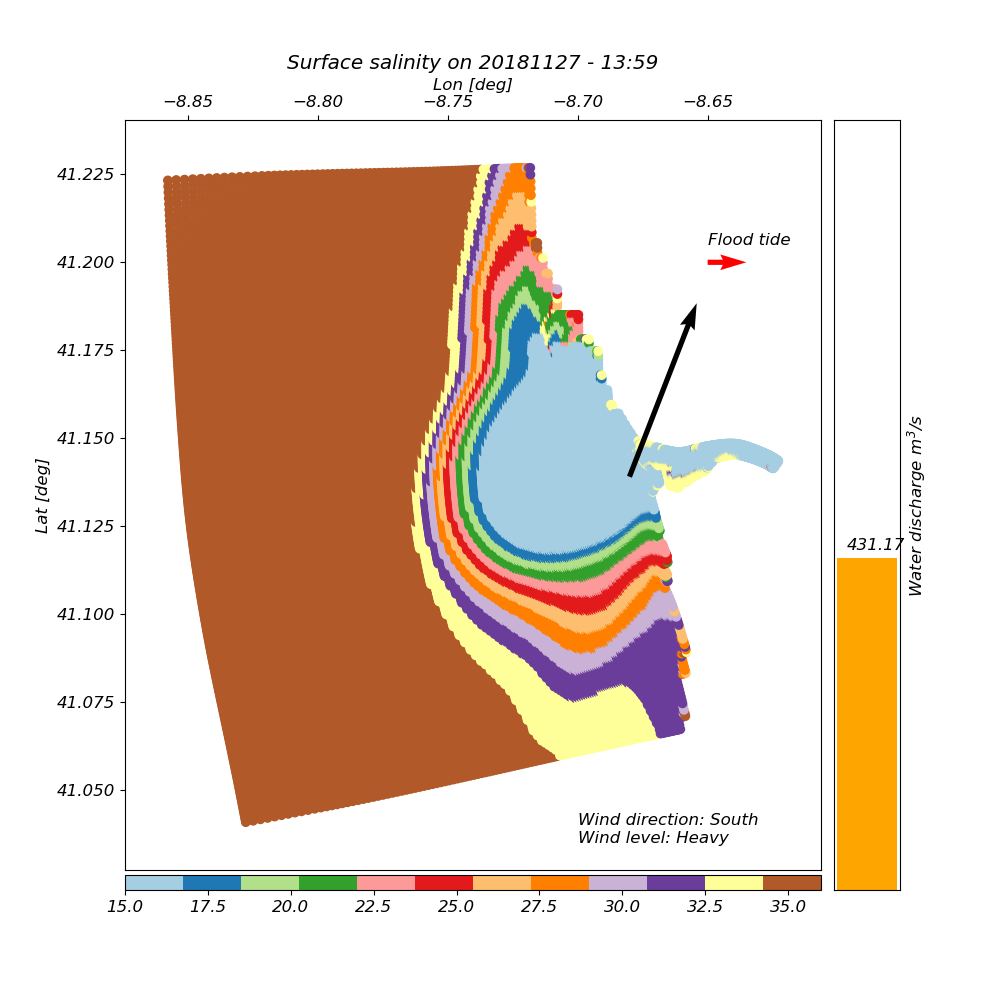 Surface salinity on 20181127 - 13:59
Lon [deg]
−8.85 −8.80 −8.75 −8.70 −8.65
41.225
41.200
41.175
41.150
41.125
41.100
41.075
41.050
Lat [deg]
Flood tide
Wind direction: South
Wind level: Heavy
15.0 17.5 20.0 22.5 25.0 27.5 30.0 32.5 35.0
431.17
Water discharge m³/s